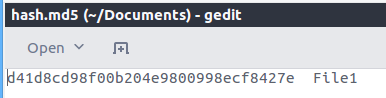 hash.md5 (~/Documents) - gedit
Open
d41d8cd98f00b204e9800998ecf8427e  File1